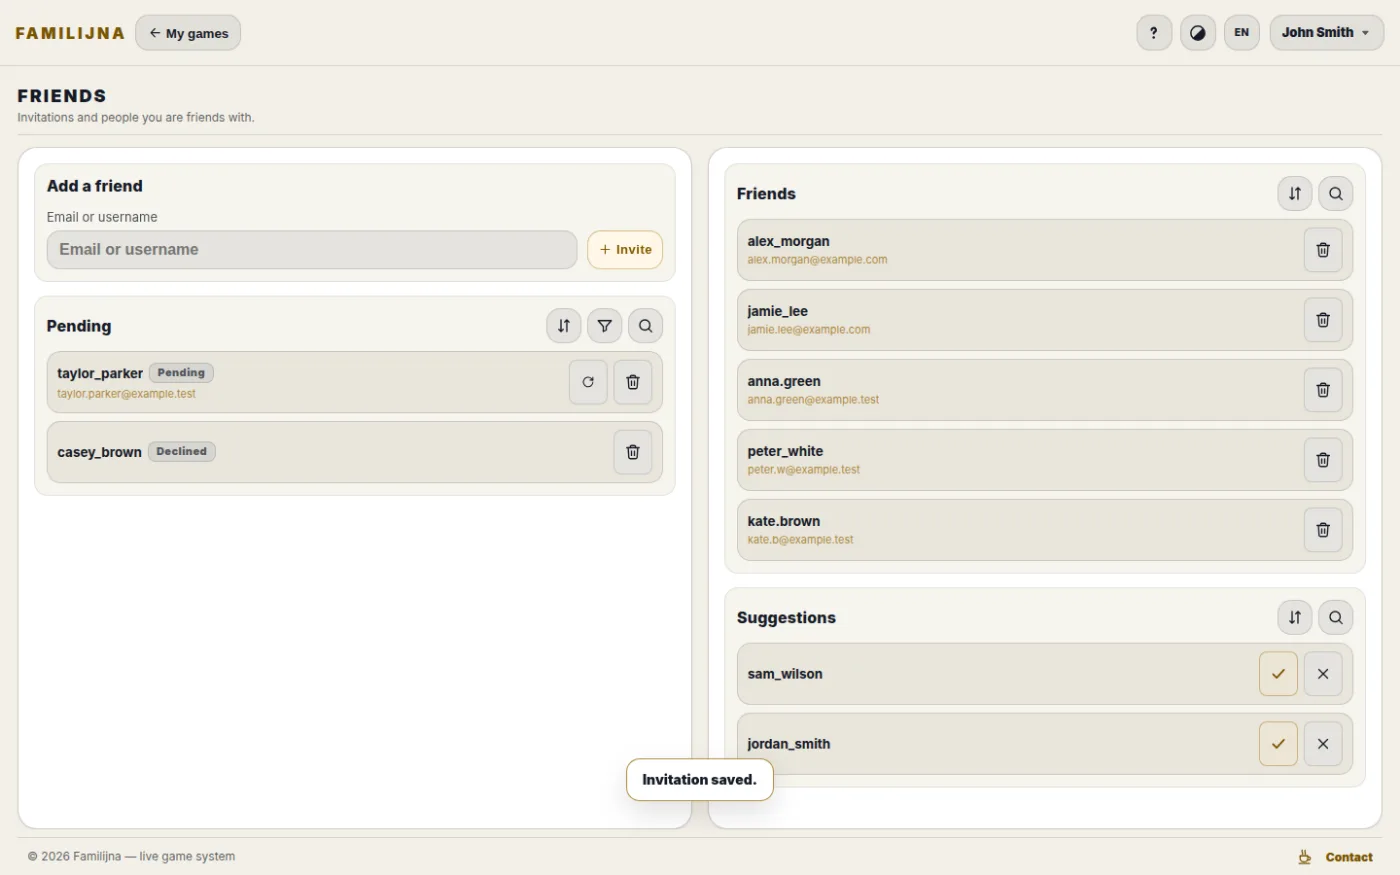 FAMILIJNA
← My games
?
EN
John Smith
FRIENDS
Invitations and people you are friends with.
Add a friend
Email or username
Email or username
+ Invite
Pending
taylor_parker Pending
taylor.parker@example.test
casey_brown Declined
Friends
alex_morgan
alex.morgan@example.com
jamie_lee
jamie.lee@example.com
anna.green
anna.green@example.test
peter_white
peter.w@example.test
kate.brown
kate.b@example.test
Suggestions
sam_wilson
jordan_smith
Invitation saved.
© 2026 Familijna — live game system
Contact